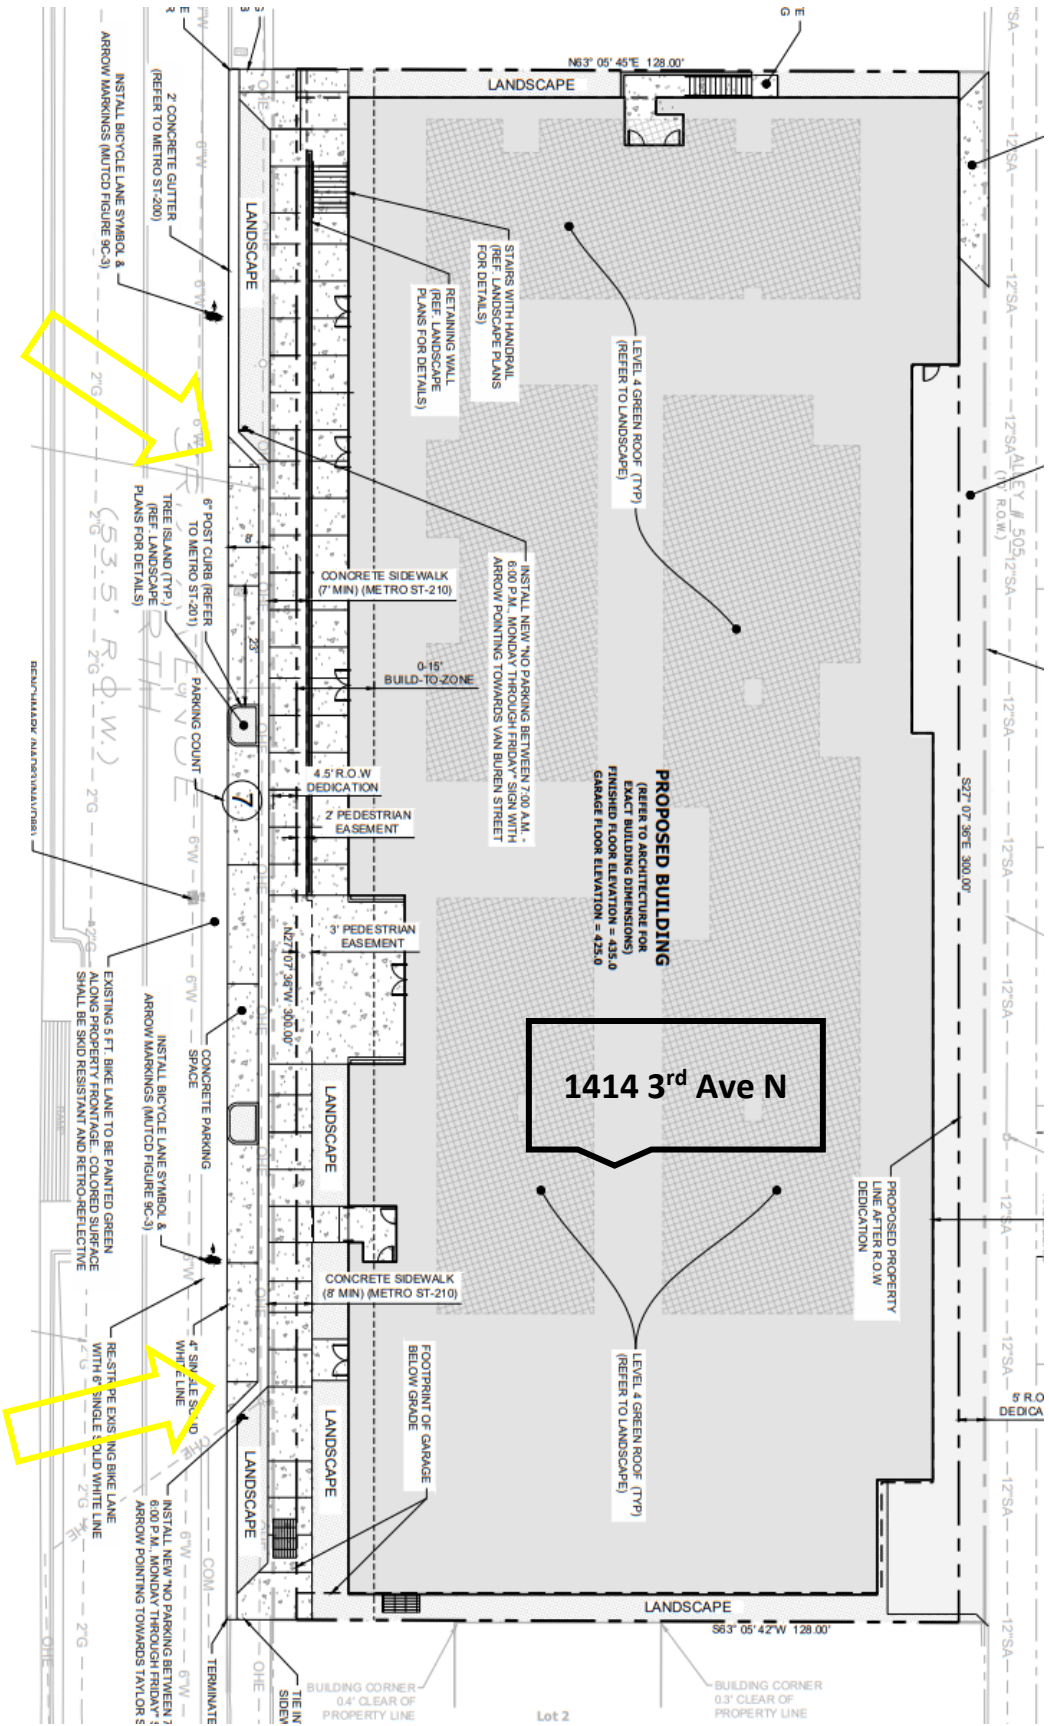 N63° 05' 45"E 128.00'
LANDSCAPE
INSTALL BICYCLE LANE SYMBOL &
ARROW MARKINGS (MUTCD FIGURE 9C-3)
2' CONCRETE GUTTER
(REFER TO METRO ST-200)
LANDSCAPE
STAIRS WITH HANDRAIL
(REF. LANDSCAPE PLANS
FOR DETAILS)
RETAINING WALL
(REF. LANDSCAPE
PLANS FOR DETAILS)
LEVEL 4 GREEN ROOF (TYP)
(REFER TO LANDSCAPE)
6" POST CURB (REFER
TO METRO ST-201)
TREE ISLAND (TYP.)
(REF. LANDSCAPE
PLANS FOR DETAILS)
8'
23'
CONCRETE SIDEWALK
(7' MIN) (METRO ST-210)
INSTALL NEW "NO PARKING BETWEEN 7:00 A.M. -
6:00 P.M., MONDAY THROUGH FRIDAY" SIGN WITH
ARROW POINTING TOWARDS VAN BUREN STREET
0-15'
BUILD-TO-ZONE
ALLEY # 505
R.O.W.)
(53.5' R.O.W.)
PARKING COUNT
7
4.5' R.O.W
DEDICATION
2' PEDESTRIAN
EASEMENT
PROPOSED BUILDING
(REFER TO ARCHITECTURE FOR
EXACT BUILDING DIMENSIONS)
FINISHED FLOOR ELEVATION = 435.0
GARAGE FLOOR ELEVATION = 425.0
S27° 07' 36"E 300.00'
BENCHMARK (NAD83)(NAVD88)
3' PEDESTRIAN
EASEMENT
N27° 07' 36"W 300.00'
EXISTING 5 FT. BIKE LANE TO BE PAINTED GREEN
ALONG PROPERTY FRONTAGE. COLORED SURFACE
SHALL BE SKID RESISTANT AND RETRO-REFLECTIVE
INSTALL BICYCLE LANE SYMBOL &
ARROW MARKINGS (MUTCD FIGURE 9C-3)
CONCRETE PARKING
SPACE
1414 3rd Ave N
LANDSCAPE
RAMP
PROPOSED PROPERTY
LINE AFTER R.O.W
DEDICATION
CONCRETE SIDEWALK
(8' MIN) (METRO ST-210)
4" SINGLE SOLID
WHITE LINE
RE-STRIPE EXISTING BIKE LANE
WITH 6" SINGLE SOLID WHITE LINE
FOOTPRINT OF GARAGE
BELOW GRADE
LEVEL 4 GREEN ROOF (TYP)
(REFER TO LANDSCAPE)
5' R.O
DEDICA
LANDSCAPE
LANDSCAPE
INSTALL NEW "NO PARKING BETWEEN 7
6:00 P.M., MONDAY THROUGH FRIDAY" S
ARROW POINTING TOWARDS TAYLOR S
LANDSCAPE
S63° 05' 42"W 128.00'
TERMINATE
TIE IN
SIDEW
BUILDING CORNER
0.4' CLEAR OF
PROPERTY LINE
BUILDING CORNER
0.3' CLEAR OF
PROPERTY LINE
Lot 2